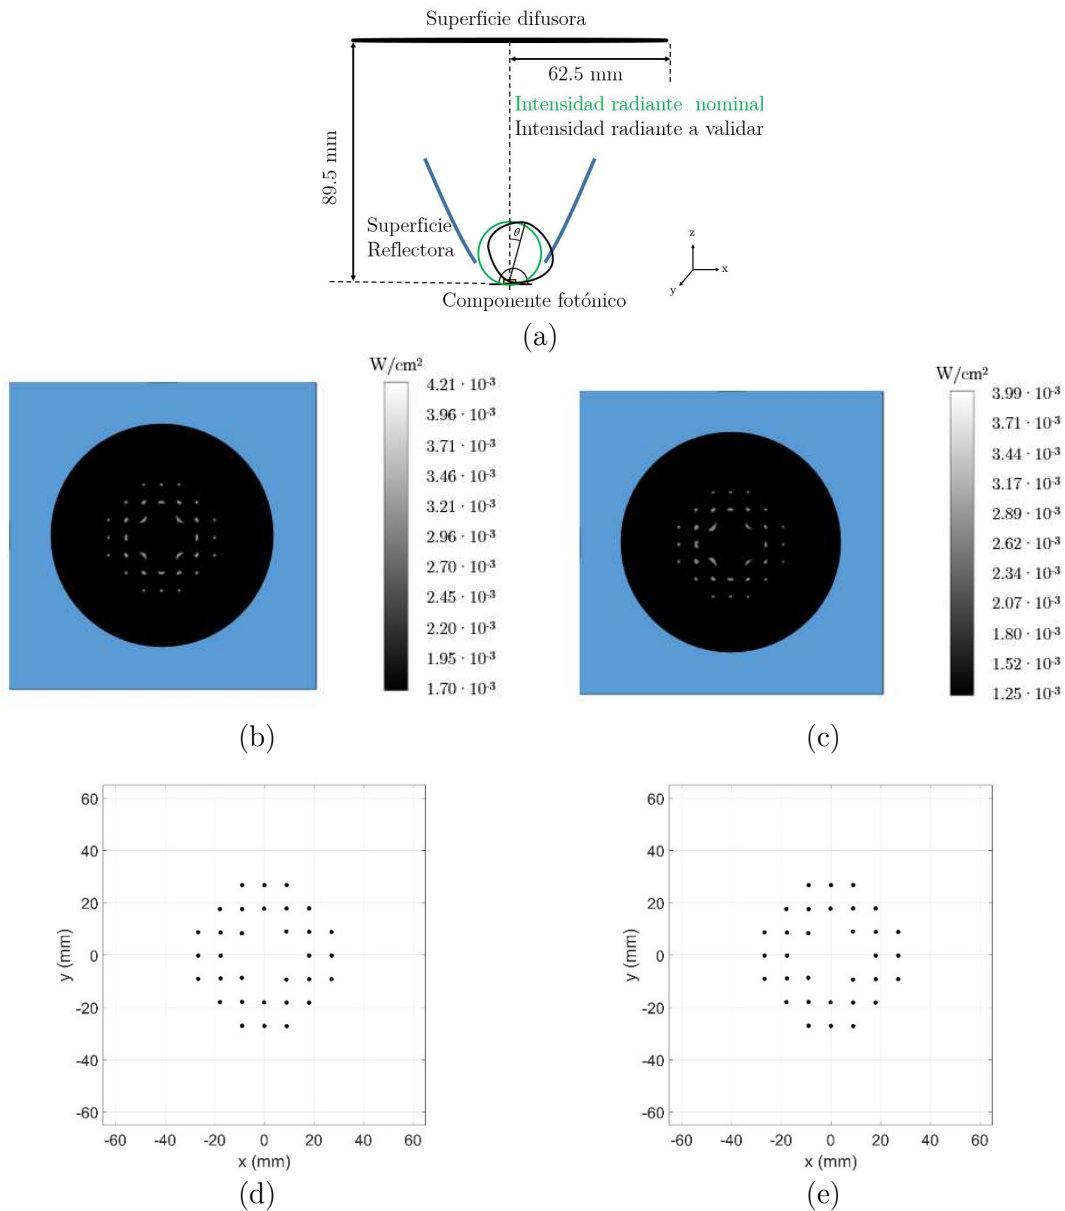 Superficie difusora
62.5 mm
Intensidad radiante nominal
Intensidad radiante a validar
89.5 mm
Superficie
Reflectora
θ
z
x
y
Componente fotónico
(a)
W/cm²
4.21 · 10-3
3.96 · 10-3
3.71 · 10-3
3.46 · 10-3
3.21 · 10-3
2.96 · 10-3
2.70 · 10-3
2.45 · 10-3
2.20 · 10-3
1.95 · 10-3
1.70 · 10-3
(b)
W/cm²
3.99 · 10-3
3.71 · 10-3
3.44 · 10-3
3.17 · 10-3
2.89 · 10-3
2.62 · 10-3
2.34 · 10-3
2.07 · 10-3
1.80 · 10-3
1.52 · 10-3
1.25 · 10-3
(c)
60
40
20
0
-20
-40
-60
y (mm)
-60 -40 -20 0 20 40 60
x (mm)
(d)
60
40
20
0
-20
-40
-60
y (mm)
-60 -40 -20 0 20 40 60
x (mm)
(e)